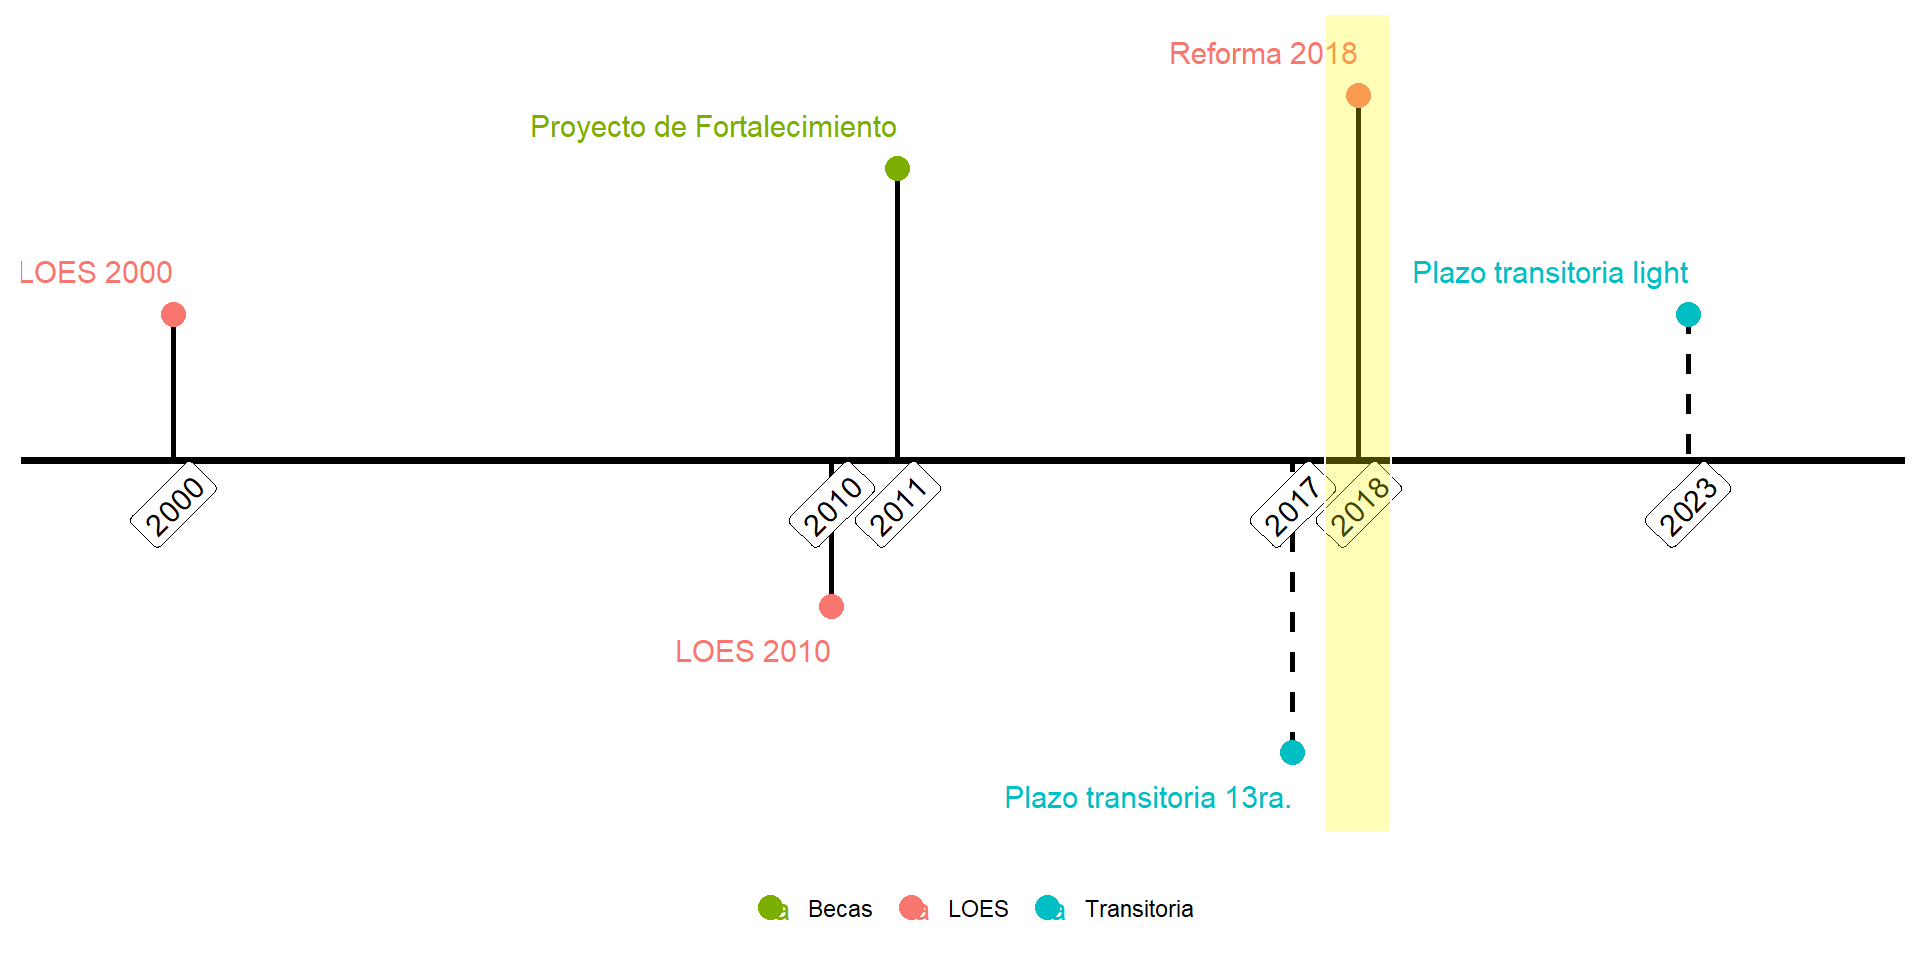 Reforma 2018
Proyecto de Fortalecimiento
LOES 2000
Plazo transitoria light
2000
2010
2011
2017
2018
2023
LOES 2010
Plazo transitoria 13ra.
a Becas
a LOES
a Transitoria